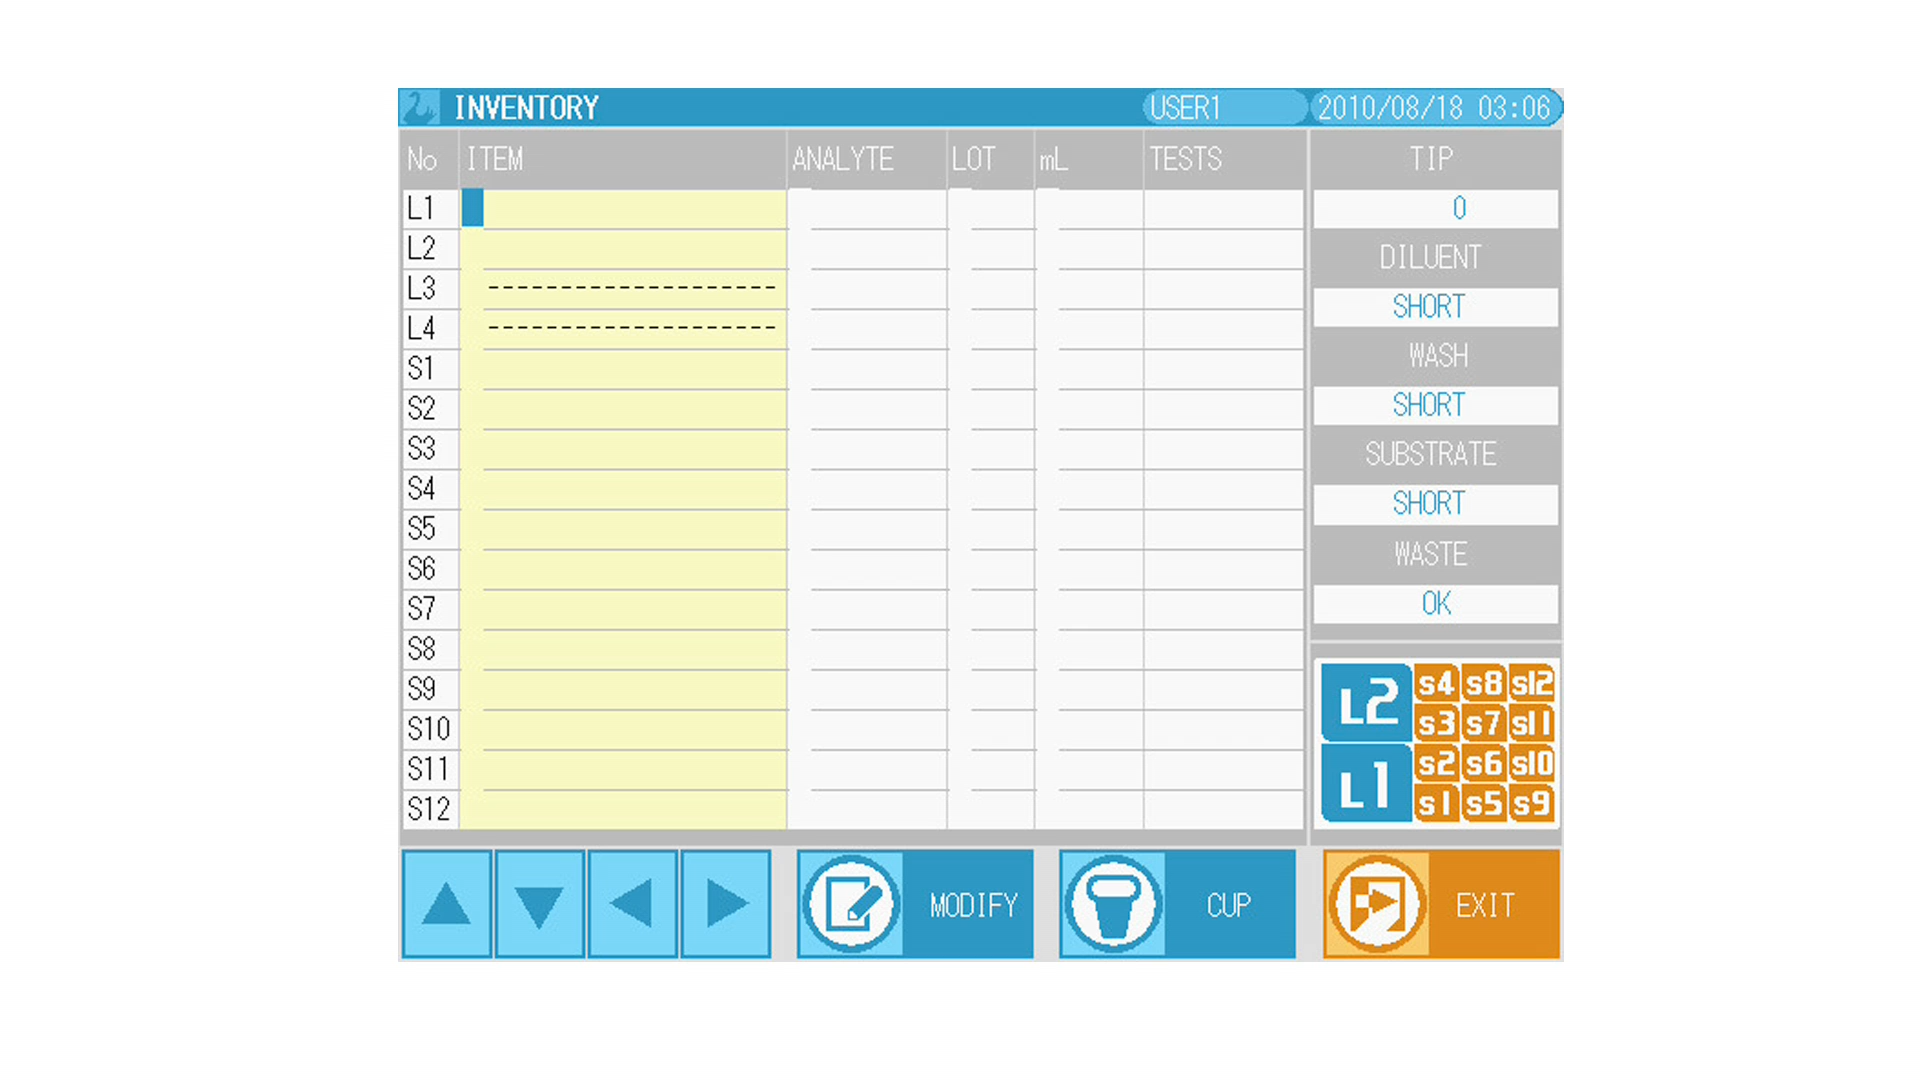 INVENTORY USER1 2010/08/18 03:06
No ITEM ANALYTE LOT mL TESTS TIP
L1 0
L2
DILUENT
L3 --------------------
SHORT
L4 --------------------
WASH
S1
S2 SHORT
S3
SUBSTRATE
S4
SHORT
S5
WASTE
S6
S7 OK
S8
S9
S10
S11
S12
L2 s4 s8 s12
s3 s7 s11
L1 s2 s6 s10
s1 s5 s9
MODIFY CUP EXIT